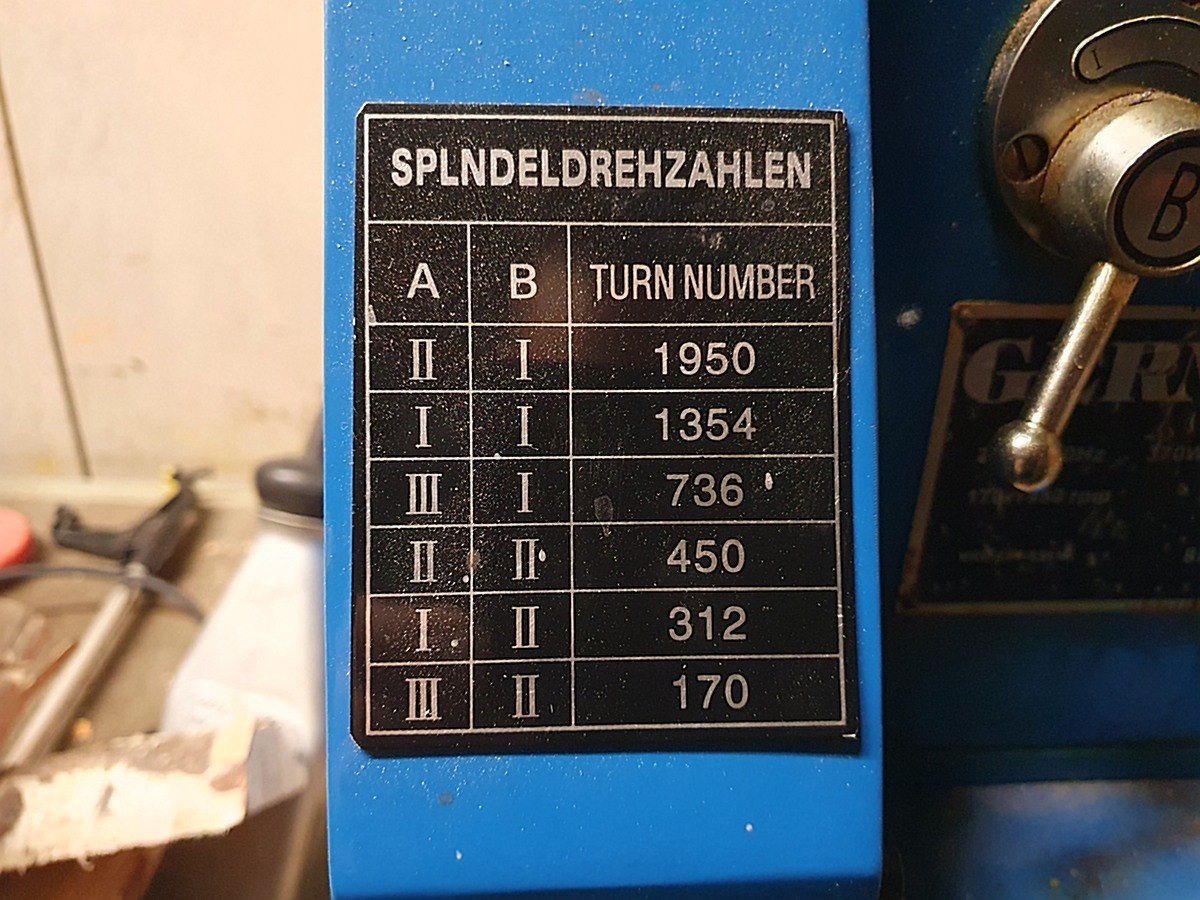 SPLNDELDREHZAHLEN
A B TURN NUMBER
II I 1950
I I 1354
III I 736
II II 450
I II 312
III II 170
I
B